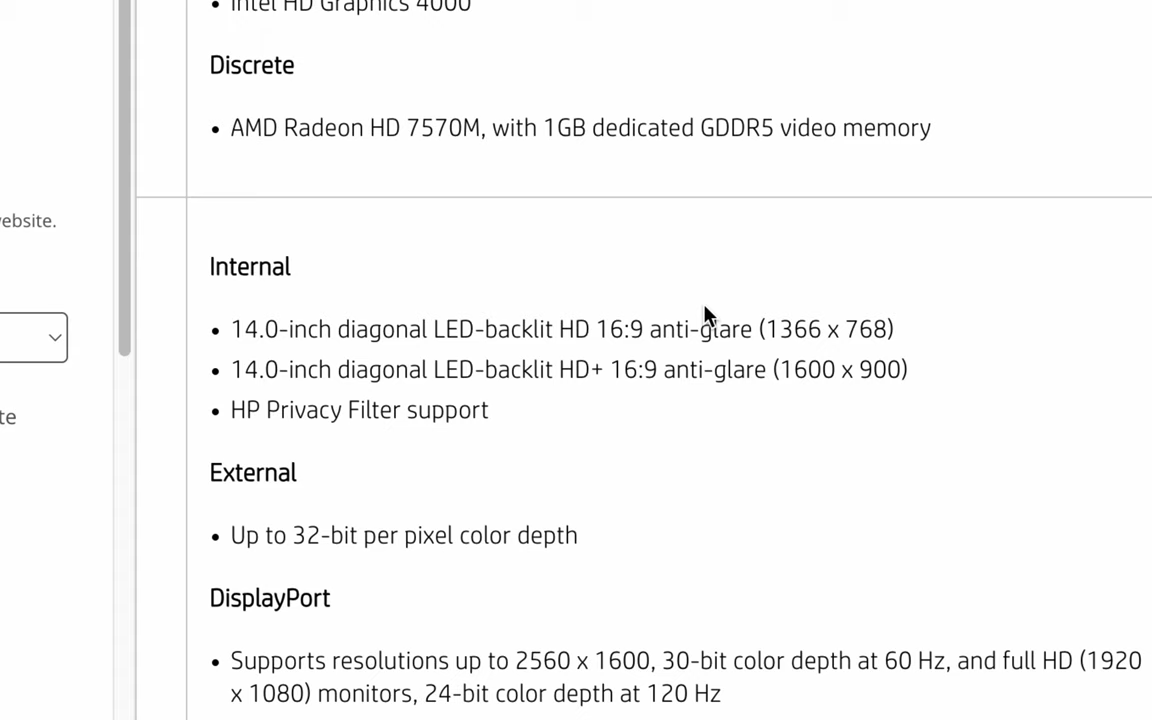 Intel HD Graphics 4000
Discrete
AMD Radeon HD 7570M, with 1GB dedicated GDDR5 video memory
ebsite.
Internal
14.0-inch diagonal LED-backlit HD 16:9 anti-glare (1366 x 768)
14.0-inch diagonal LED-backlit HD+ 16:9 anti-glare (1600 x 900)
te
HP Privacy Filter support
External
Up to 32-bit per pixel color depth
DisplayPort
Supports resolutions up to 2560 x 1600, 30-bit color depth at 60 Hz, and full HD (1920
x 1080) monitors, 24-bit color depth at 120 Hz